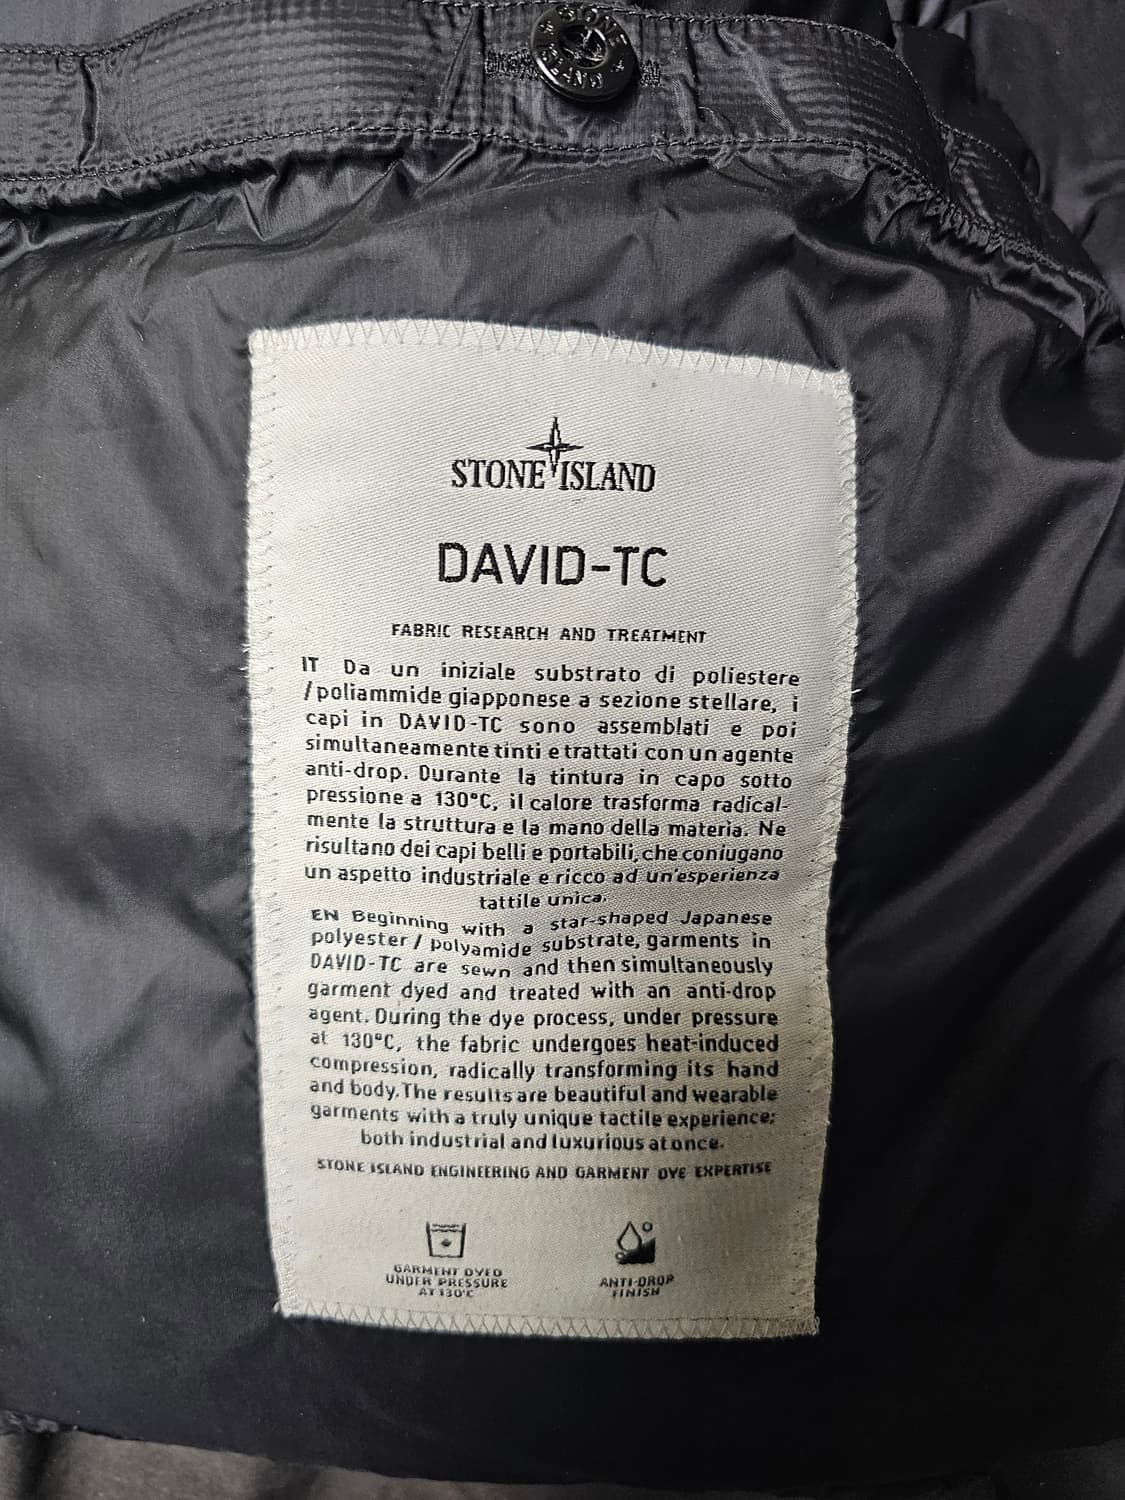 STONE
STONE ISLAND
DAVID-TC
FABRIC RESEARCH AND TREATMENT
IT Da un iniziale substrato di poliestere
/poliammide giapponese a sezione stellare, i
capi in DAVID-TC sono assemblati e poi
simultaneamente tinti e trattati con un agente
anti-drop. Durante la tintura in capo sotto
pressione a 130°C, il calore trasforma radical-
mente la struttura e la mano della materia. Ne
risultano dei capi belli e portabili, che coniugano
un aspetto industriale e ricco ad un'esperienza
tattile unica.
EN Beginning with a star-shaped Japanese
polyester / polyamide substrate, garments in
DAVID-TC are sewn and then simultaneously
garment dyed and treated with an anti-drop
agent. During the dye process, under pressure
at 130°C, the fabric undergoes heat-induced
compression, radically transforming its hand
and body. The results are beautiful and wearable
garments with a truly unique tactile experience;
both industrial and luxurious at once.
STONE ISLAND ENGINEERING AND GARMENT DYE EXPERTISE
GARMENT DYED
UNDER PRESSURE
AT 130°C
ANTI-DROP
FINISH